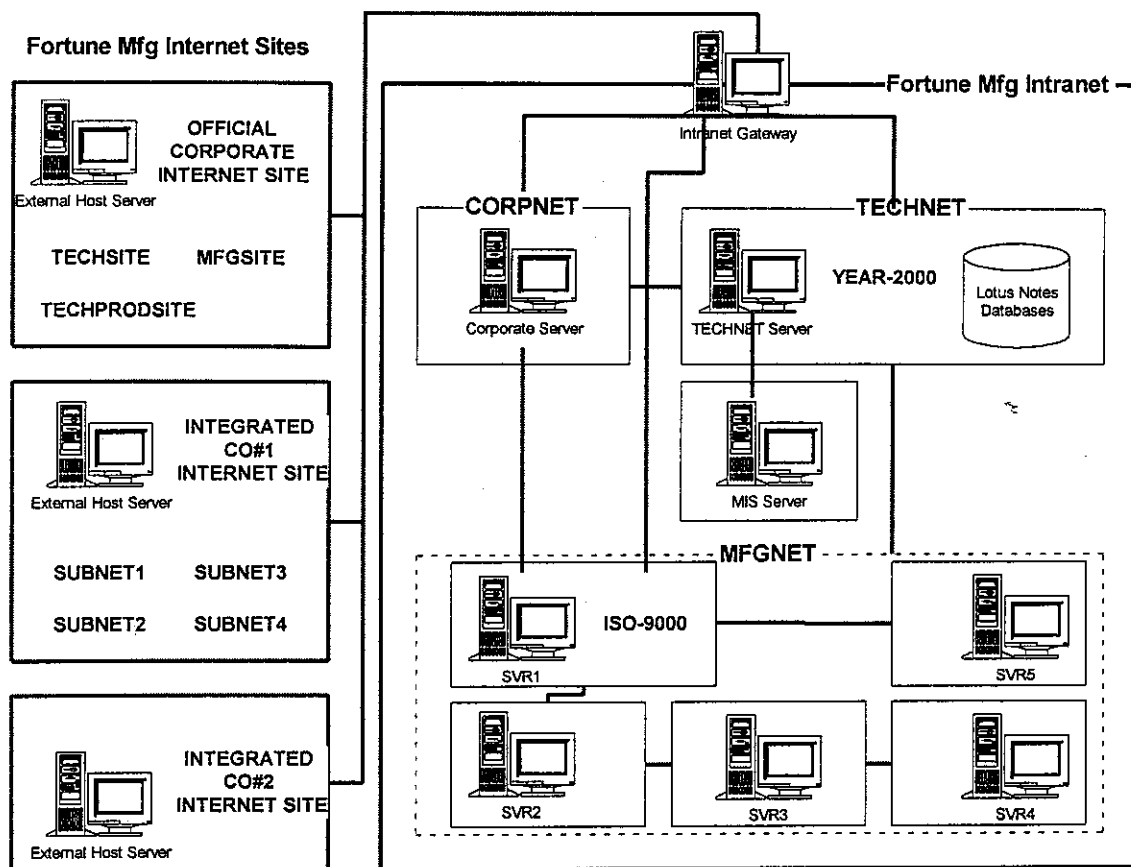 Fortune Mfg Internet Sites
OFFICIAL
CORPORATE
INTERNET SITE
External Host Server
TECHSITE
MFGSITE
TECHPRODSITE
INTEGRATED
CO#1
INTERNET SITE
External Host Server
SUBNET1
SUBNET3
SUBNET2
SUBNET4
INTEGRATED
CO#2
INTERNET SITE
External Host Server
Fortune Mfg Intranet
Intranet Gateway
CORPNET
Corporate Server
TECHNET
TECHNET Server
YEAR-2000
Lotus Notes
Databases
MIS Server
MFGNET
SVR1
ISO-9000
SVR5
SVR2
SVR3
SVR4